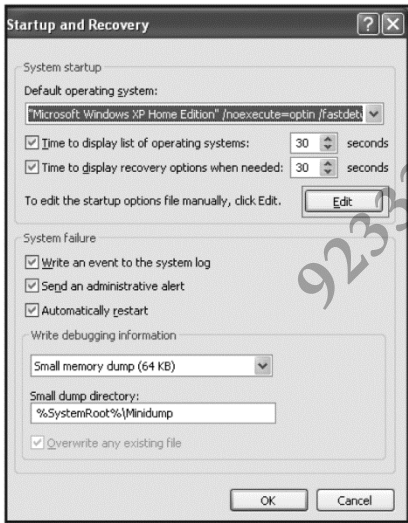 Startup and Recovery
System startup
Default operating system:
"Microsoft Windows XP Home Edition" /noexecute=optin /fastdet
Time to display list of operating systems: 30 seconds
Time to display recovery options when needed: 30 seconds
To edit the startup options file manually, click Edit. Edit
System failure
Write an event to the system log
Send an administrative alert
Automatically restart
Write debugging information
Small memory dump (64 KB)
Small dump directory:
%SystemRoot%\Minidump
Overwrite any existing file
OK Cancel
9233